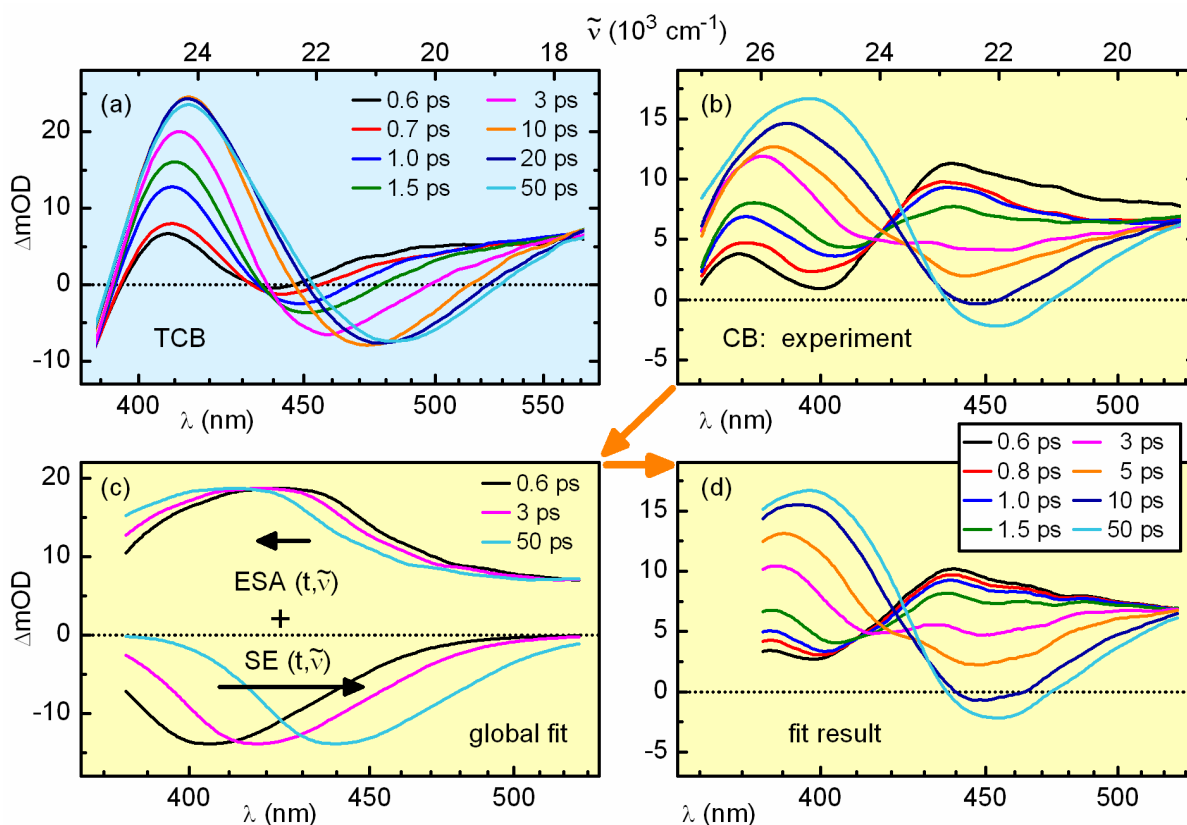 ν̃ (10³ cm⁻¹)
24 22 20 18
26 24 22 20
(a)
0.6 ps 3 ps
0.7 ps 10 ps
1.0 ps 20 ps
1.5 ps 50 ps
20
10
0
-10
ΔmOD
TCB
400 450 500 550
λ (nm)
(b)
15
10
5
0
-5
CB: experiment
400 450 500
λ (nm)
(c)
0.6 ps
3 ps
50 ps
20
10
0
-10
ΔmOD
ESA (t,ν̃)
+
SE (t,ν̃)
global fit
400 450 500
λ (nm)
(d)
0.6 ps 3 ps
0.8 ps 5 ps
1.0 ps 10 ps
1.5 ps 50 ps
15
10
5
0
-5
fit result
400 450 500
λ (nm)